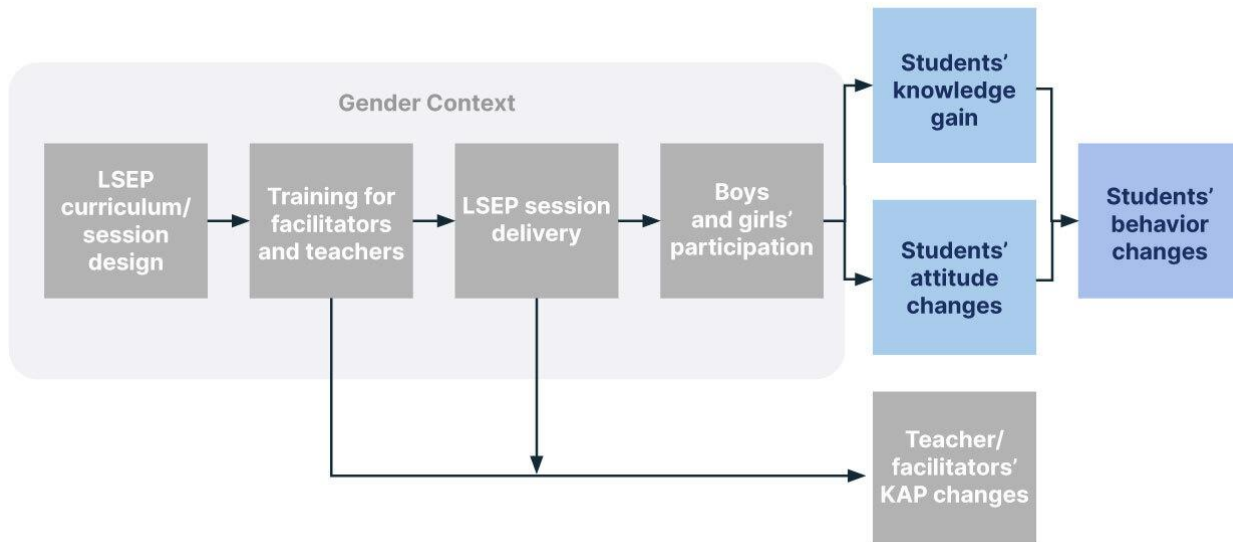 Gender Context
LSEP
curriculum/
session
design
Training for
facilitators
and teachers
LSEP session
delivery
Boys
and girls’
participation
Students’
knowledge
gain
Students’
attitude
changes
Students’
behavior
changes
Teacher/
facilitators’
KAP changes